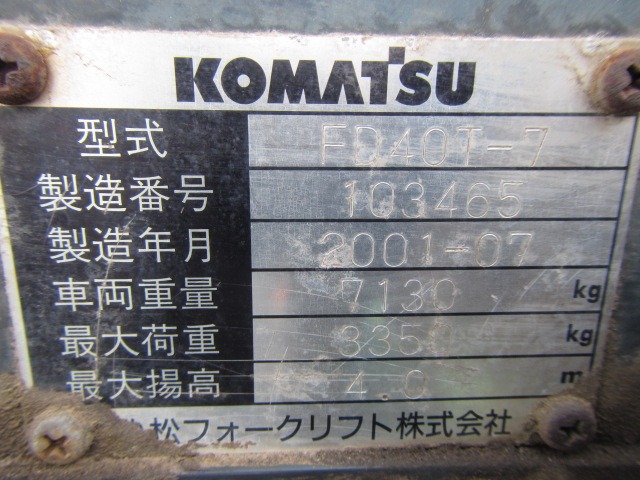 KOMATSU
型式 FD40T-7
製造番号 103465
製造年月 2001-07
車両重量 7130 kg
最大荷重 335 kg
最大揚高 4.0 m
松フォークリフト株式会社